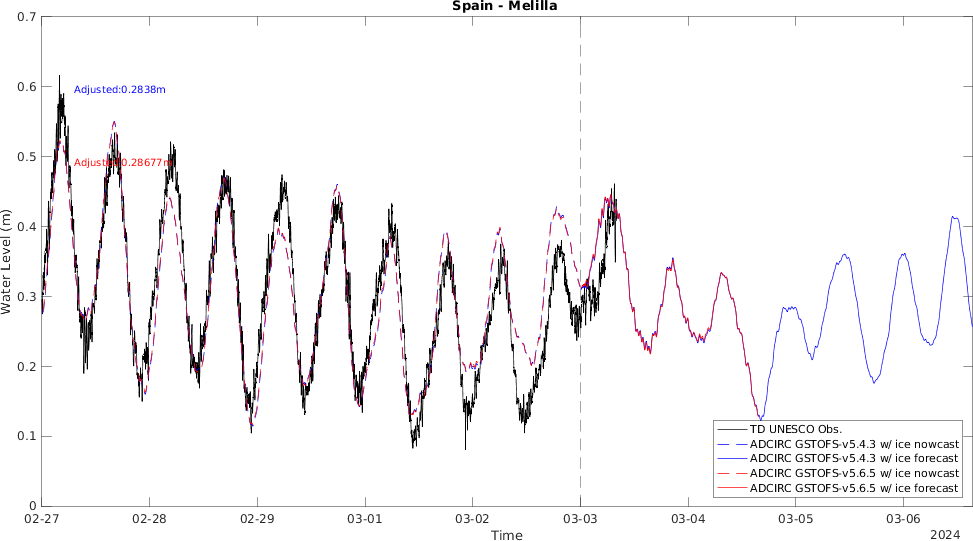 Spain - Melilla
0.7
0.6
0.5
0.4
0.3
0.2
0.1
0
Water Level (m)
Adjusted:0.2838m
Adjusted:0.28677m
TD UNESCO Obs.
ADCIRC GSTOFS-v5.4.3 w/ ice nowcast
ADCIRC GSTOFS-v5.4.3 w/ ice forecast
ADCIRC GSTOFS-v5.6.5 w/ ice nowcast
ADCIRC GSTOFS-v5.6.5 w/ ice forecast
02-27 02-28 02-29 03-01 03-02 03-03 03-04 03-05 03-06
Time
2024